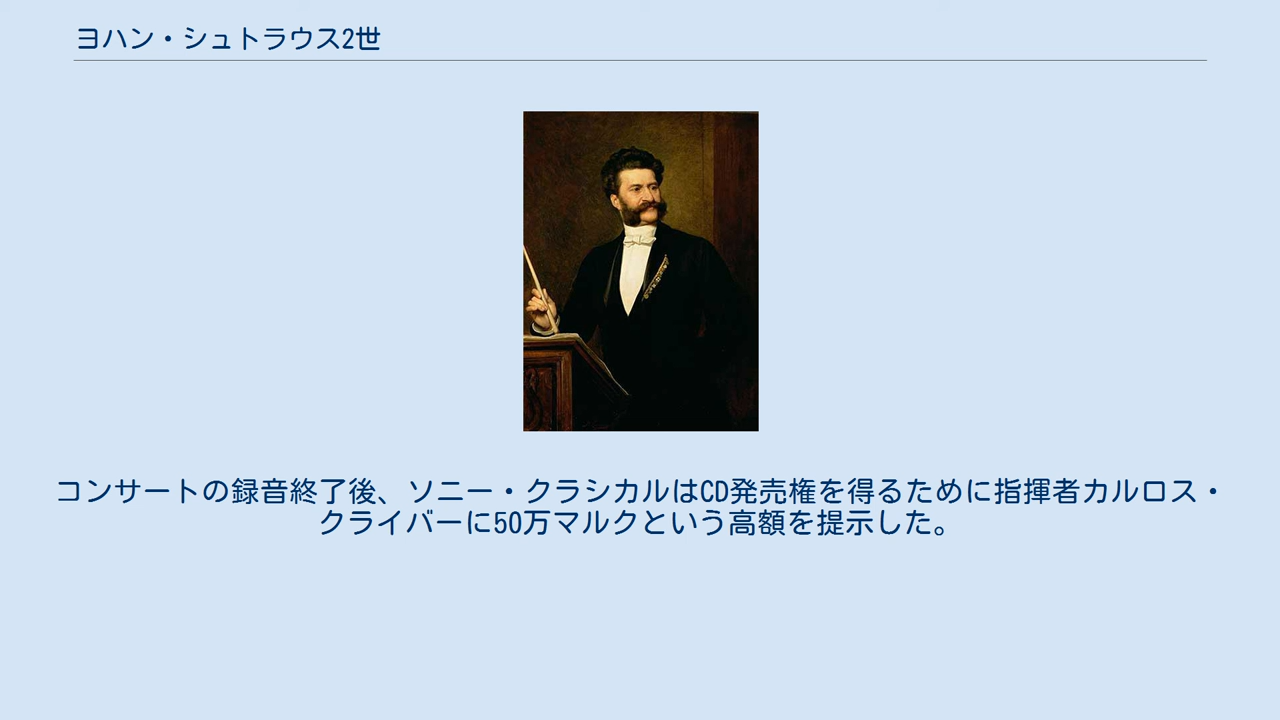 ヨハン・シュトラウス2世
コンサートの録音終了後、ソニー・クラシカルはCD発売権を得るために指揮者カルロス・
クライバーに50万マルクという高額を提示した。